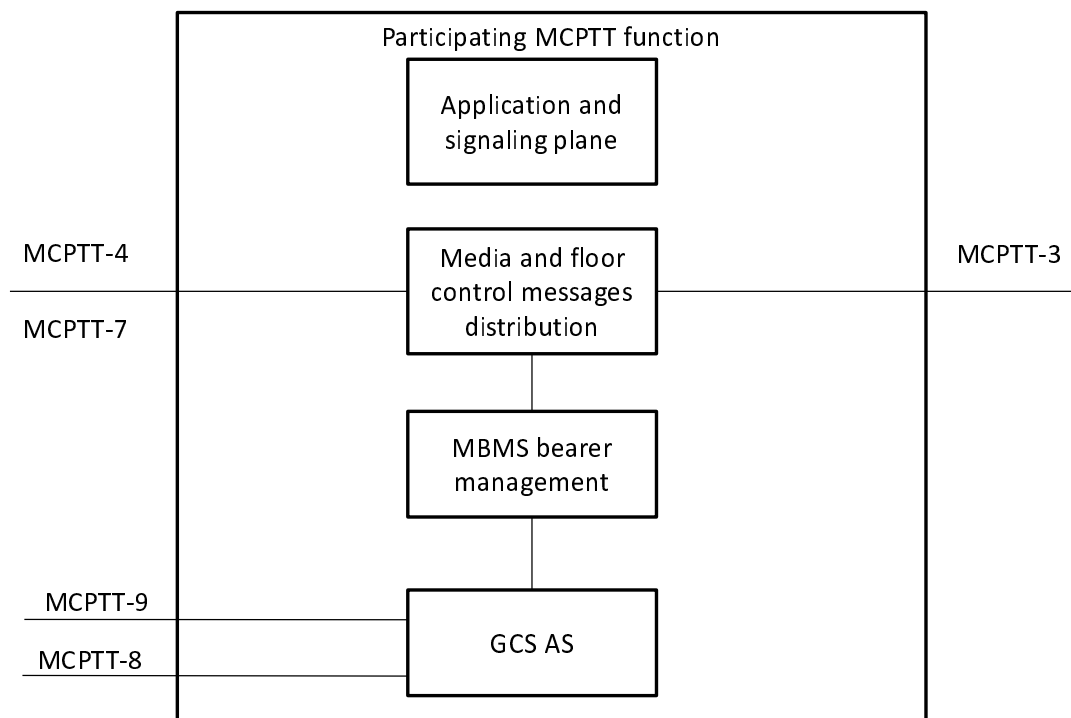 Participating MCPTT function
Application and
signaling plane
MCPTT-4
Media and floor
control messages
distribution
MCPTT-3
MCPTT-7
MBMS bearer
management
MCPTT-9
GCS AS
MCPTT-8